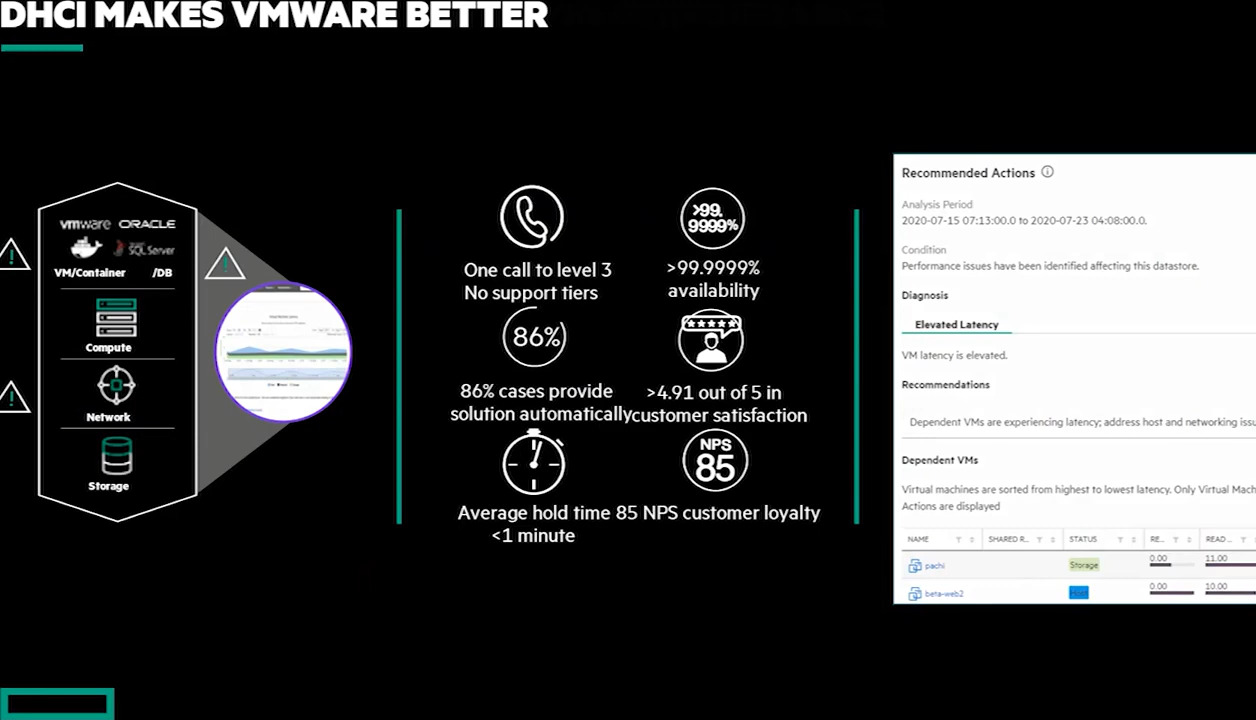 DHCI MAKES VMWARE BETTER
vmware ORACLE
SQL Server
VM/Container /DB
Compute
Network
Storage
One call to level 3
No support tiers
>99.
9999%
>99.9999%
availability
86%
86% cases provide
solution automatically
>4.91 out of 5 in
customer satisfaction
Average hold time
<1 minute
NPS
85
85 NPS customer loyalty
Recommended Actions
Analysis Period
2020-07-15 07:13:00.0 to 2020-07-23 04:08:00.0.
Condition
Performance issues have been identified affecting this datastore.
Diagnosis
Elevated Latency
VM latency is elevated.
Recommendations
Dependent VMs are experiencing latency; address host and networking issu
Dependent VMs
Virtual machines are sorted from highest to lowest latency. Only Virtual Mach
Actions are displayed
NAME SHARED R... STATUS RE... READ ...
pachi Storage 0.00 11.00
beta-web2 Host 0.00 10.00